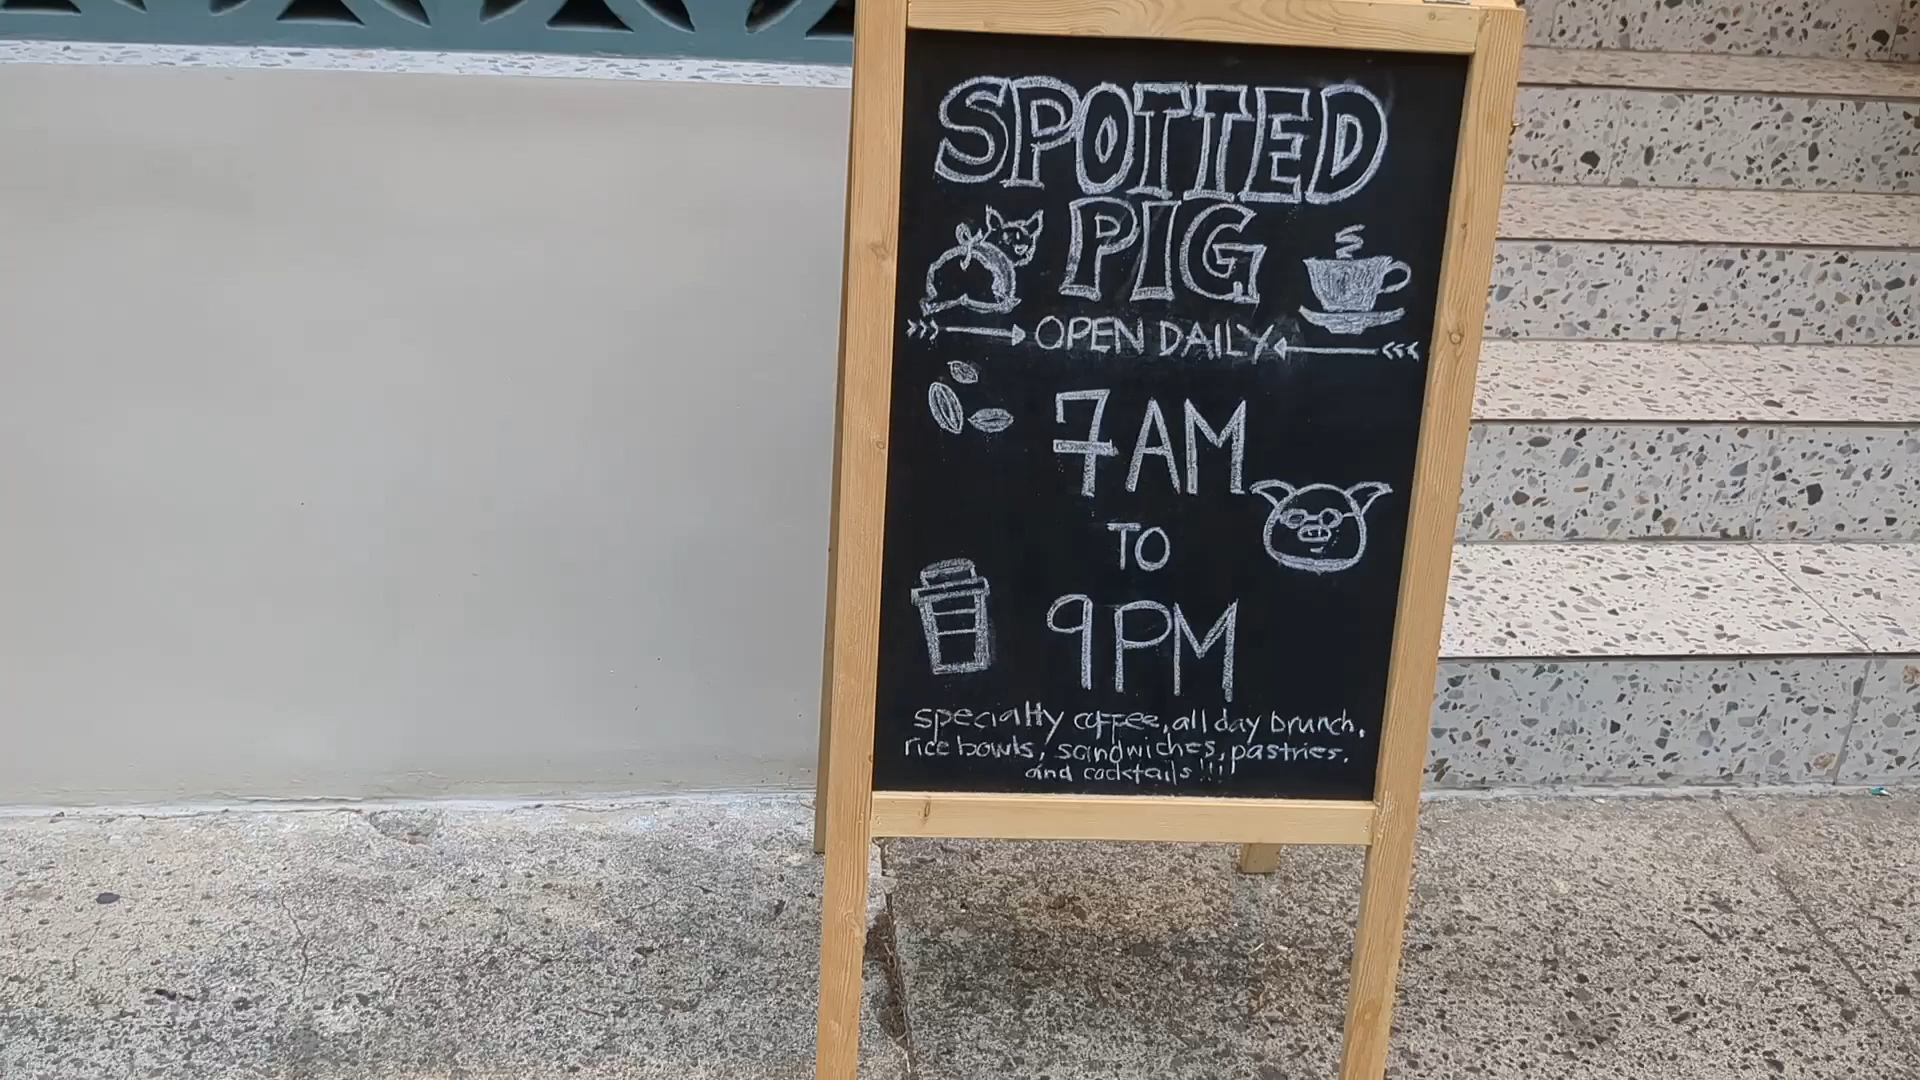 SPOTTED
PIG
OPEN DAILY
7AM
TO
9PM
specialty coffee, all day brunch,
rice bowls, sandwiches, pastries,
and cocktails!!!!